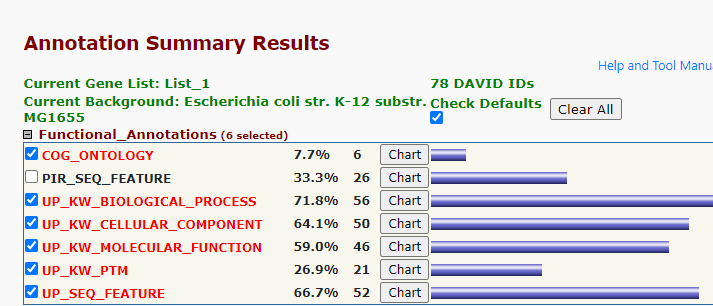 Annotation Summary Results
Help and Tool Manu
Current Gene List: List_1
78 DAVID IDs
Current Background: Escherichia coli str. K-12 substr. MG1655
Check Defaults
Clear All
Functional_Annotations (6 selected)
COG_ONTOLOGY 7.7% 6 Chart
PIR_SEQ_FEATURE 33.3% 26 Chart
UP_KW_BIOLOGICAL_PROCESS 71.8% 56 Chart
UP_KW_CELLULAR_COMPONENT 64.1% 50 Chart
UP_KW_MOLECULAR_FUNCTION 59.0% 46 Chart
UP_KW_PTM 26.9% 21 Chart
UP_SEQ_FEATURE 66.7% 52 Chart